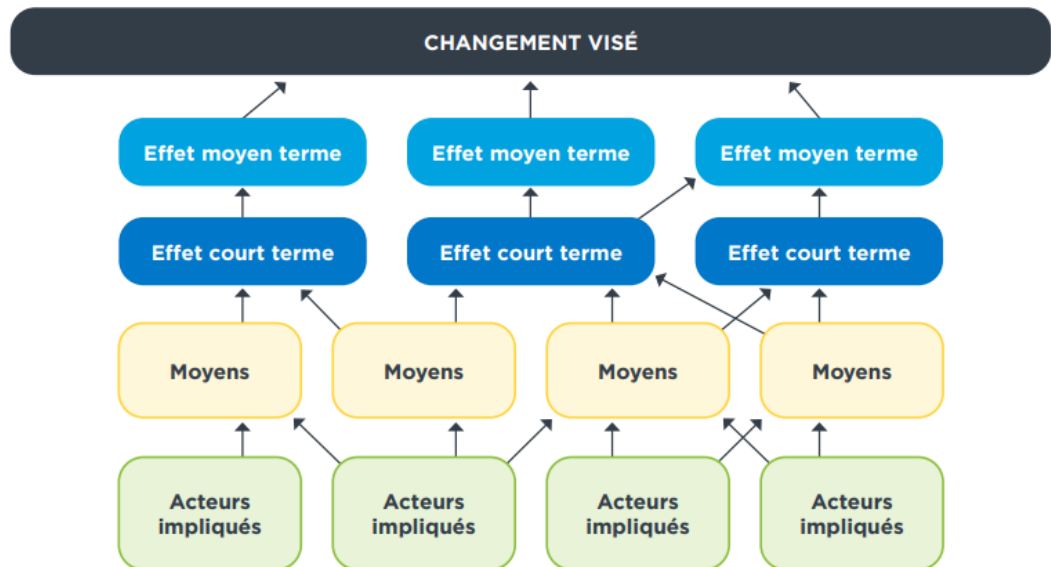 CHANGEMENT VISÉ
Effet moyen terme
Effet moyen terme
Effet moyen terme
Effet court terme
Effet court terme
Effet court terme
Moyens
Moyens
Moyens
Moyens
Acteurs
impliqués
Acteurs
impliqués
Acteurs
impliqués
Acteurs
impliqués